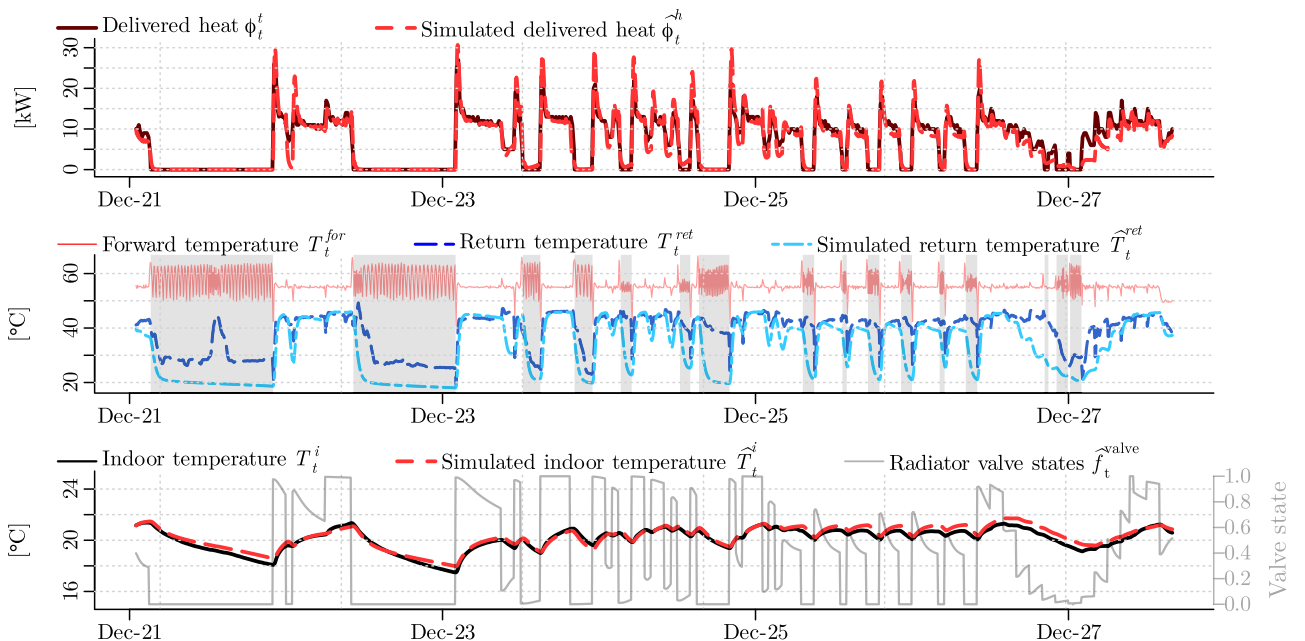 Delivered heat ϕ_t^t Simulated delivered heat ϕ̂_t^h
30
20
10
0
[kW]
Dec-21 Dec-23 Dec-25 Dec-27
Forward temperature T_t^for Return temperature T_t^ret Simulated return temperature T̂_t^ret
60
40
20
[°C]
Dec-21 Dec-23 Dec-25 Dec-27
Indoor temperature T_t^i Simulated indoor temperature T̂_t^i Radiator valve states f̂_t^valve
24
20
16
[°C]
1.0
0.8
0.6
0.4
0.2
0.0
Valve state
Dec-21 Dec-23 Dec-25 Dec-27